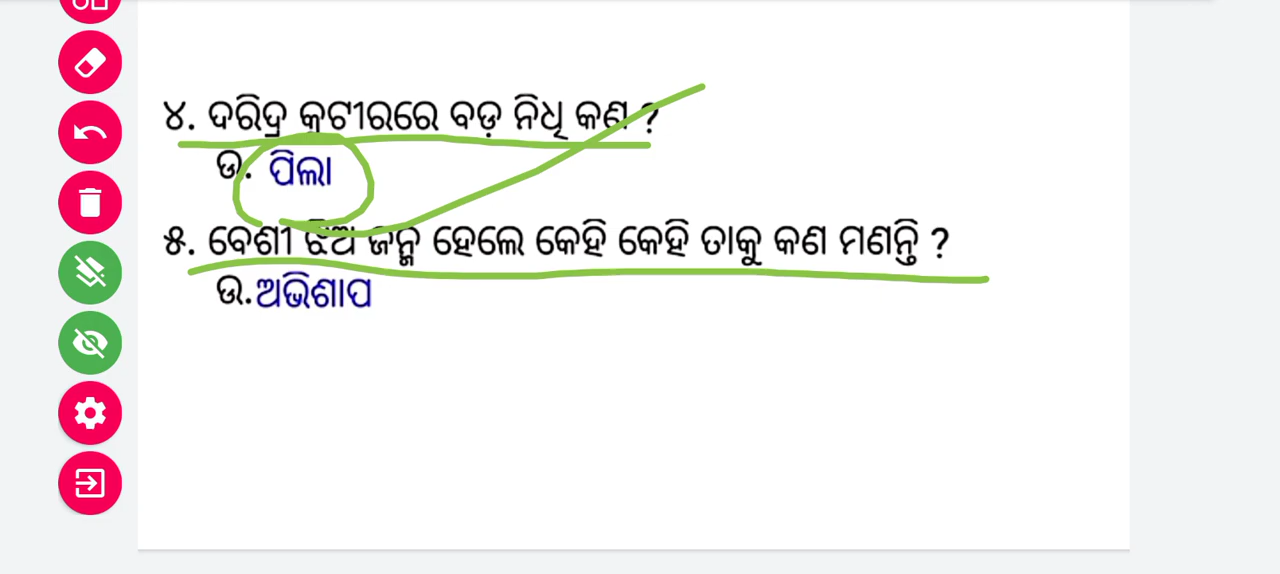 ୪. ଦରିଦ୍ର କୁଟୀରରେ ବଡ଼ ନିଧି କଣ ?
ଉ. ପିଲା
୫. ବେଶୀ ଝିଅ ଜନ୍ମ ହେଲେ କେହି କେହି ତାକୁ କଣ ମଣନ୍ତି ?
ଉ.ଅଭିଶାପ